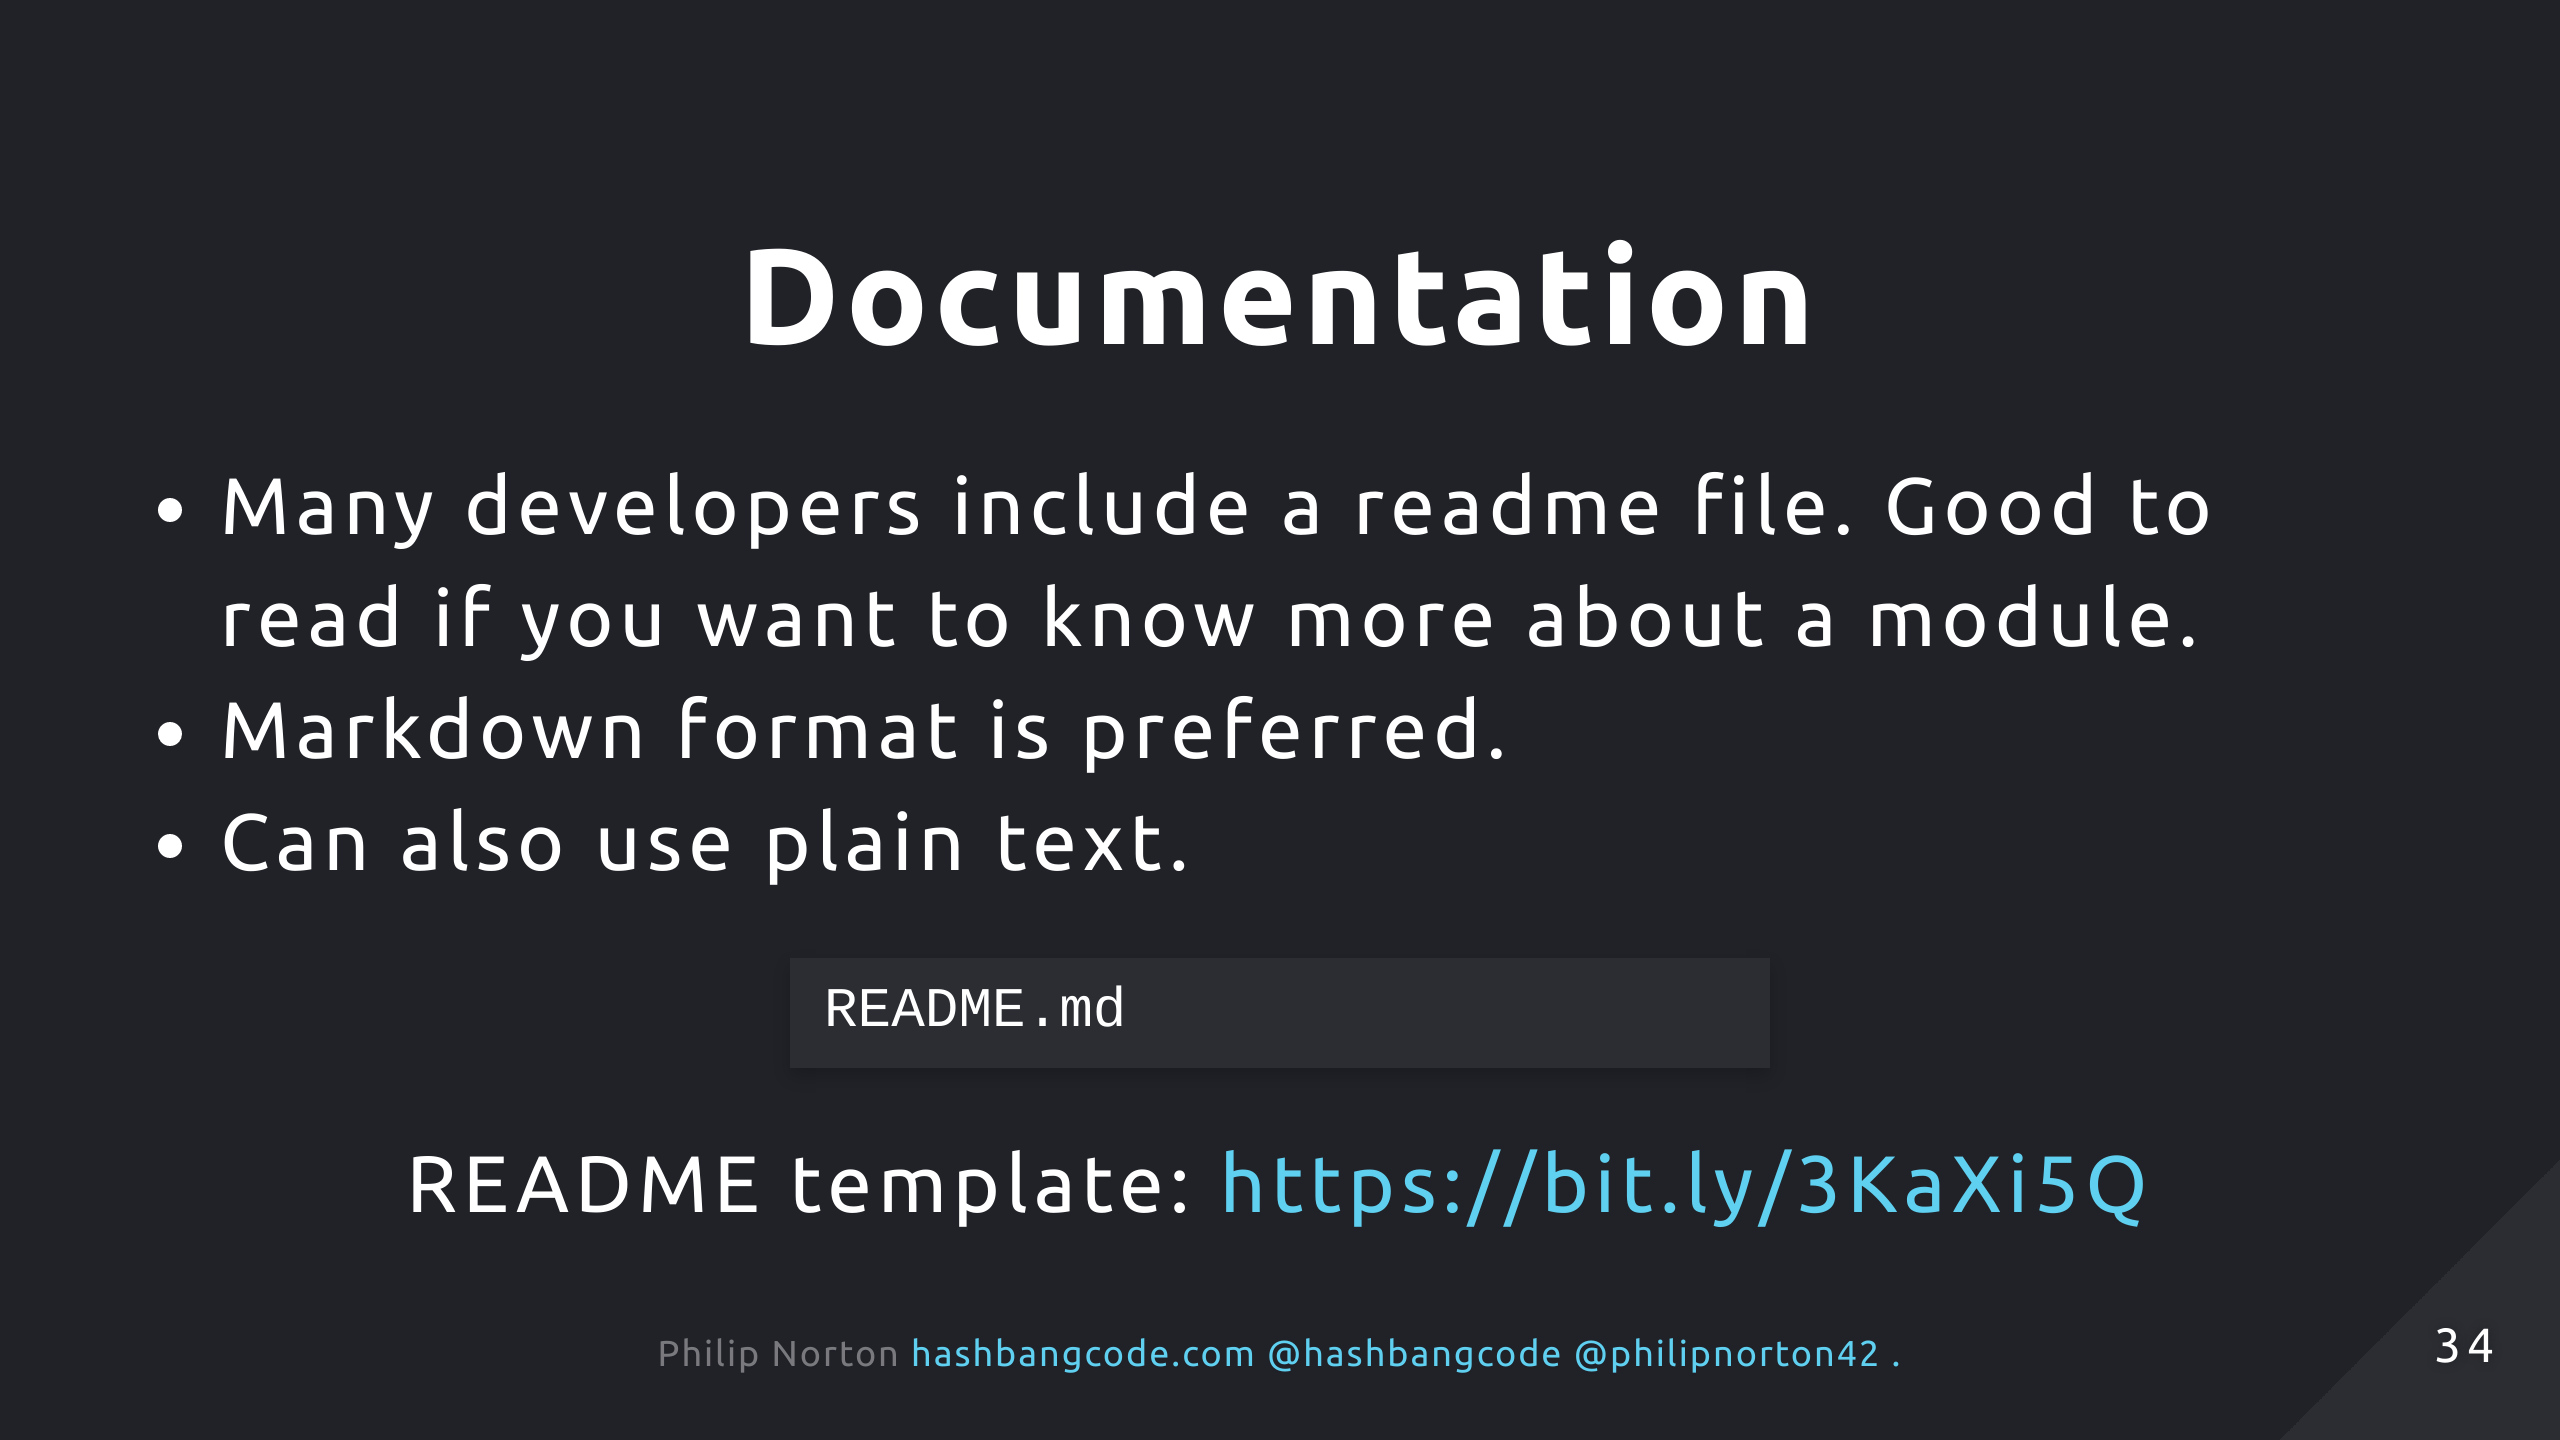 Documentation
Many developers include a readme file. Good to
read if you want to know more about a module.
Markdown format is preferred.
Can also use plain text.
README.md
README template: https://bit.ly/3KaXi5Q
Philip Norton hashbangcode.com @hashbangcode @philipnorton42 .
34